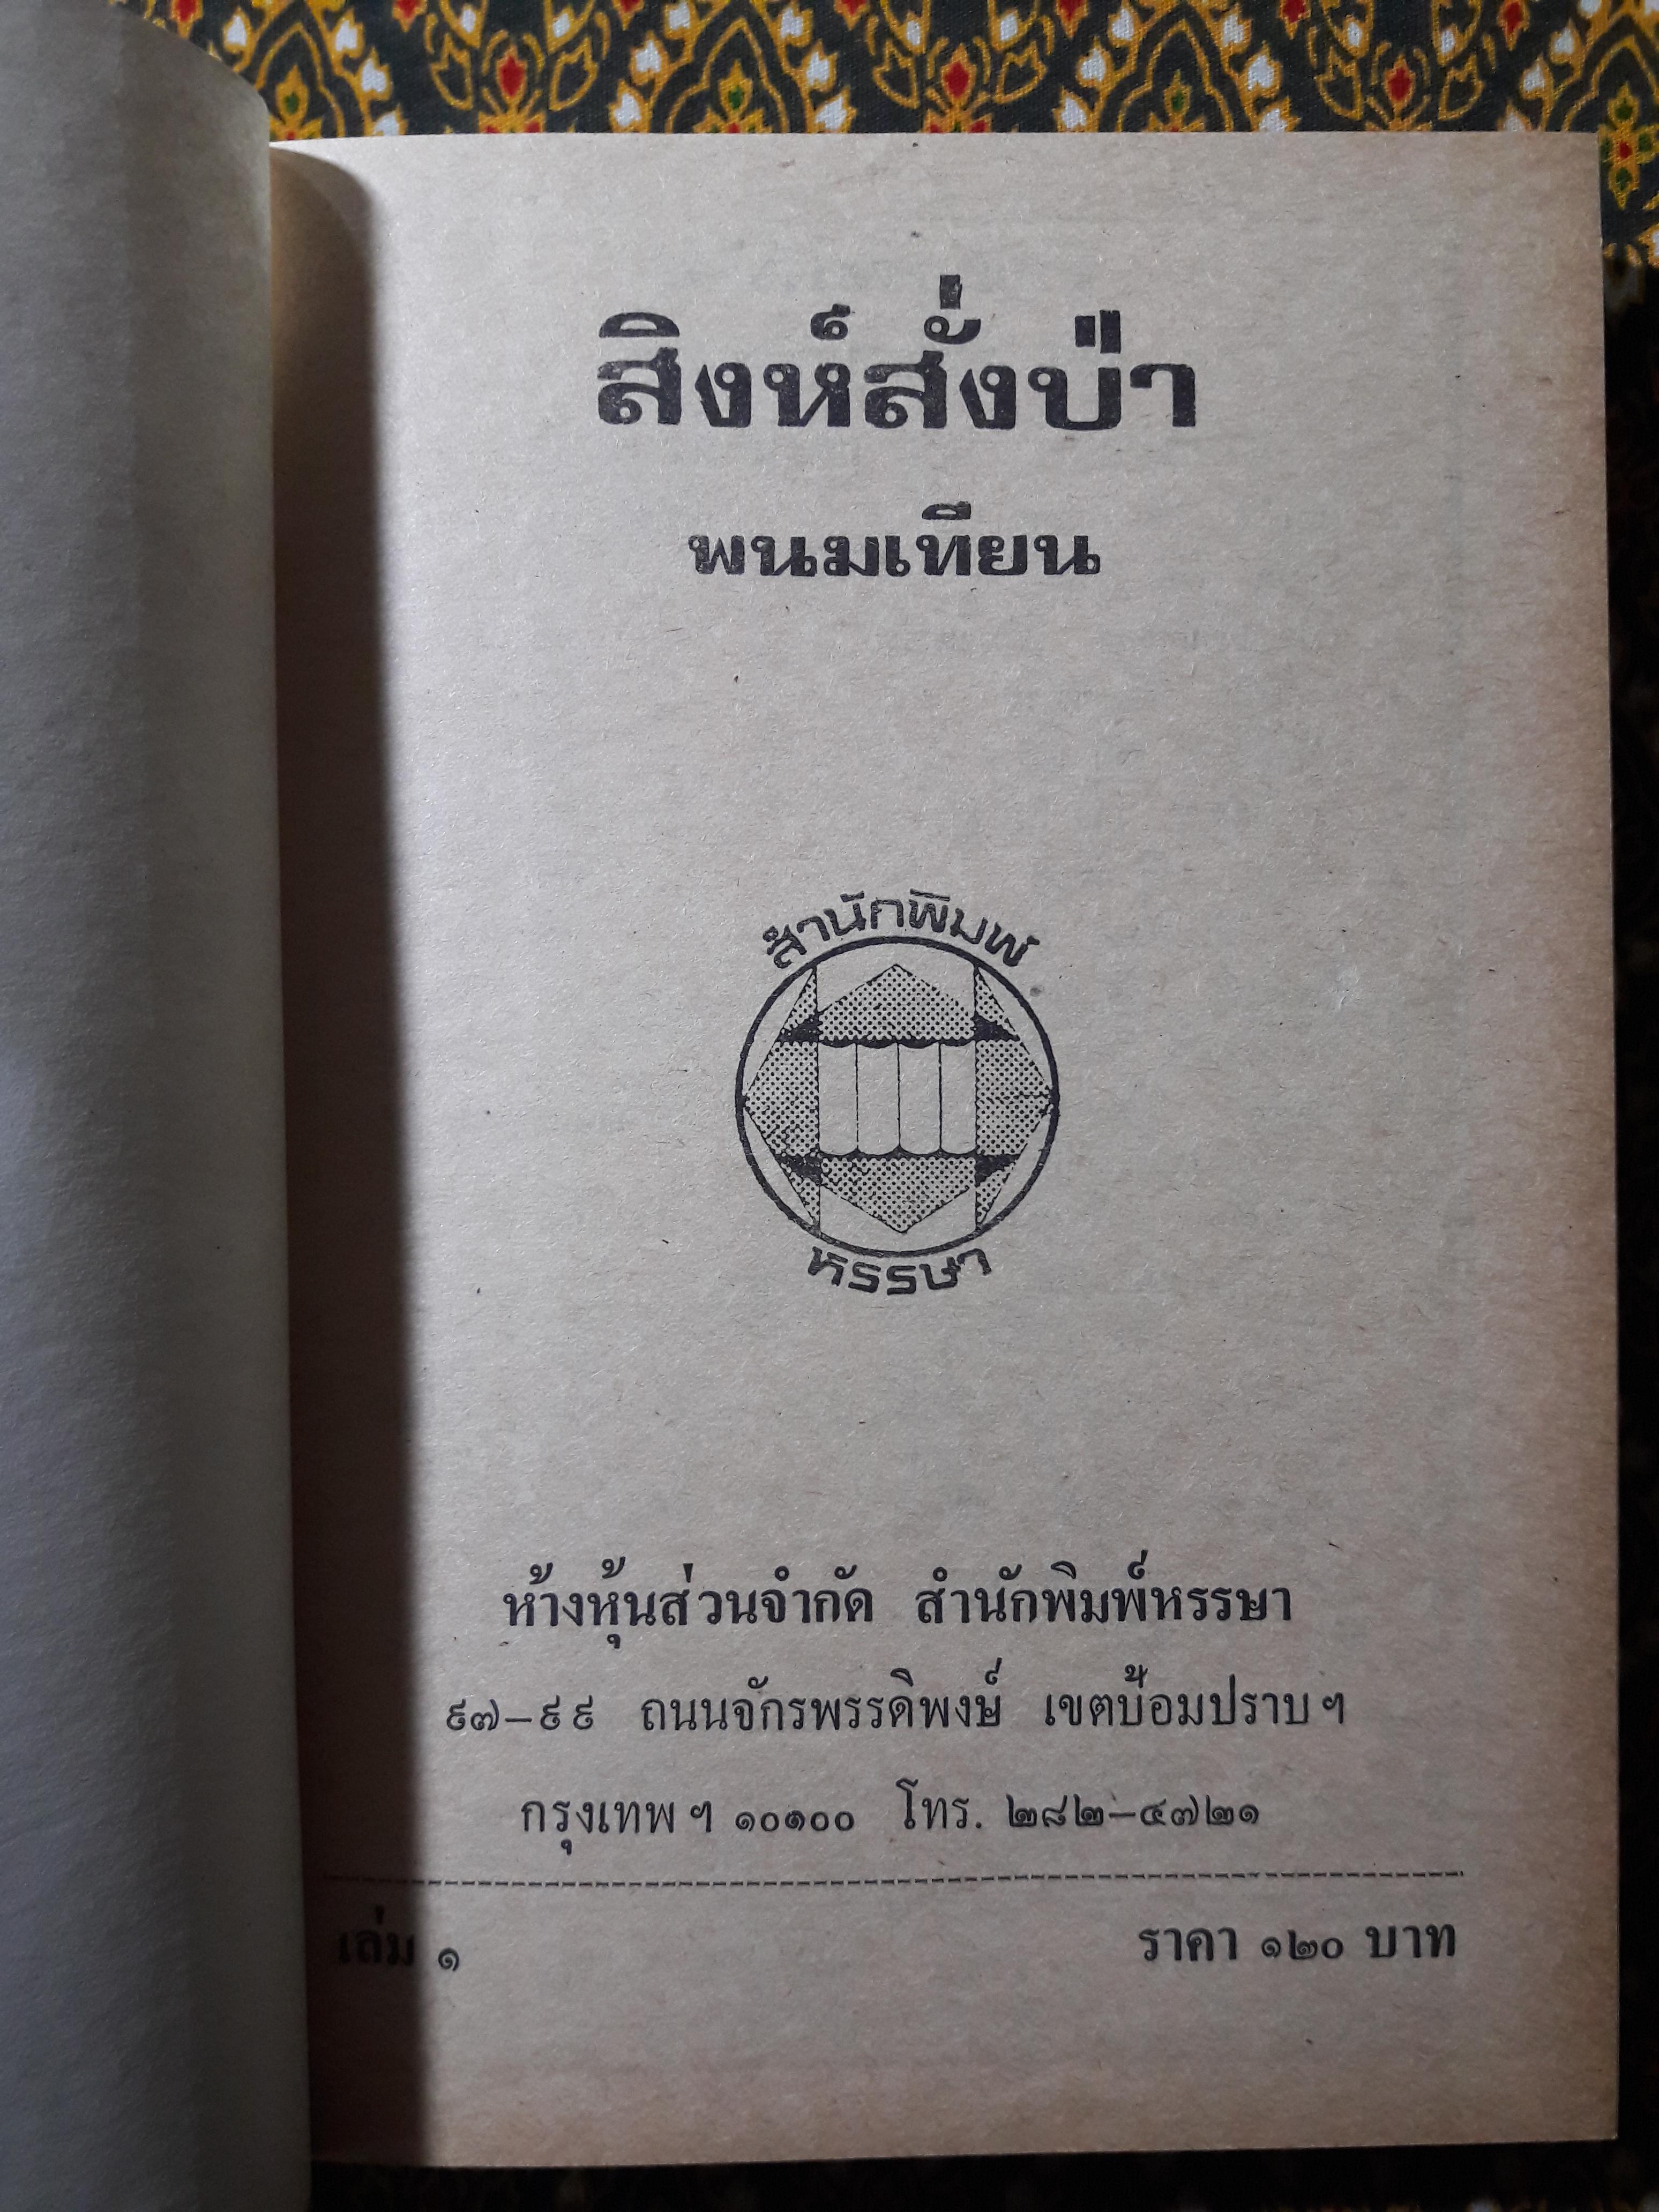 สิงห์สั่งป่า
พนมเทียน
สำนักพิมพ์
หรรษา
ห้างหุ้นส่วนจำกัด สำนักพิมพ์หรรษา
๙๗–๙๙ ถนนจักรพรรดิพงษ์ เขตป้อมปราบ ฯ
กรุงเทพ ฯ ๑๐๑๐๐ โทร. ๒๘๒–๔๗๒๑
เล่ม ๑ ราคา ๑๒๐ บาท